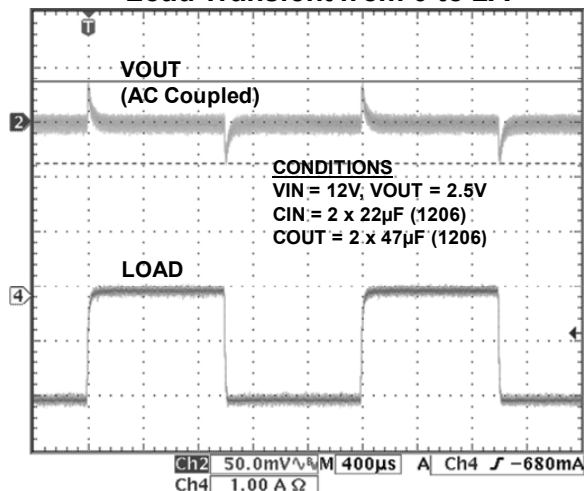 Load Transient from 0 to 2A
T
VOUT
(AC Coupled)
2
CONDITIONS
VIN = 12V, VOUT = 2.5V
CIN = 2 x 22µF (1206)
COUT = 2 x 47µF (1206)
LOAD
4
Ch2 50.0mV∿ M 400µs A Ch4 ʃ −680mA
Ch4 1.00 A Ω